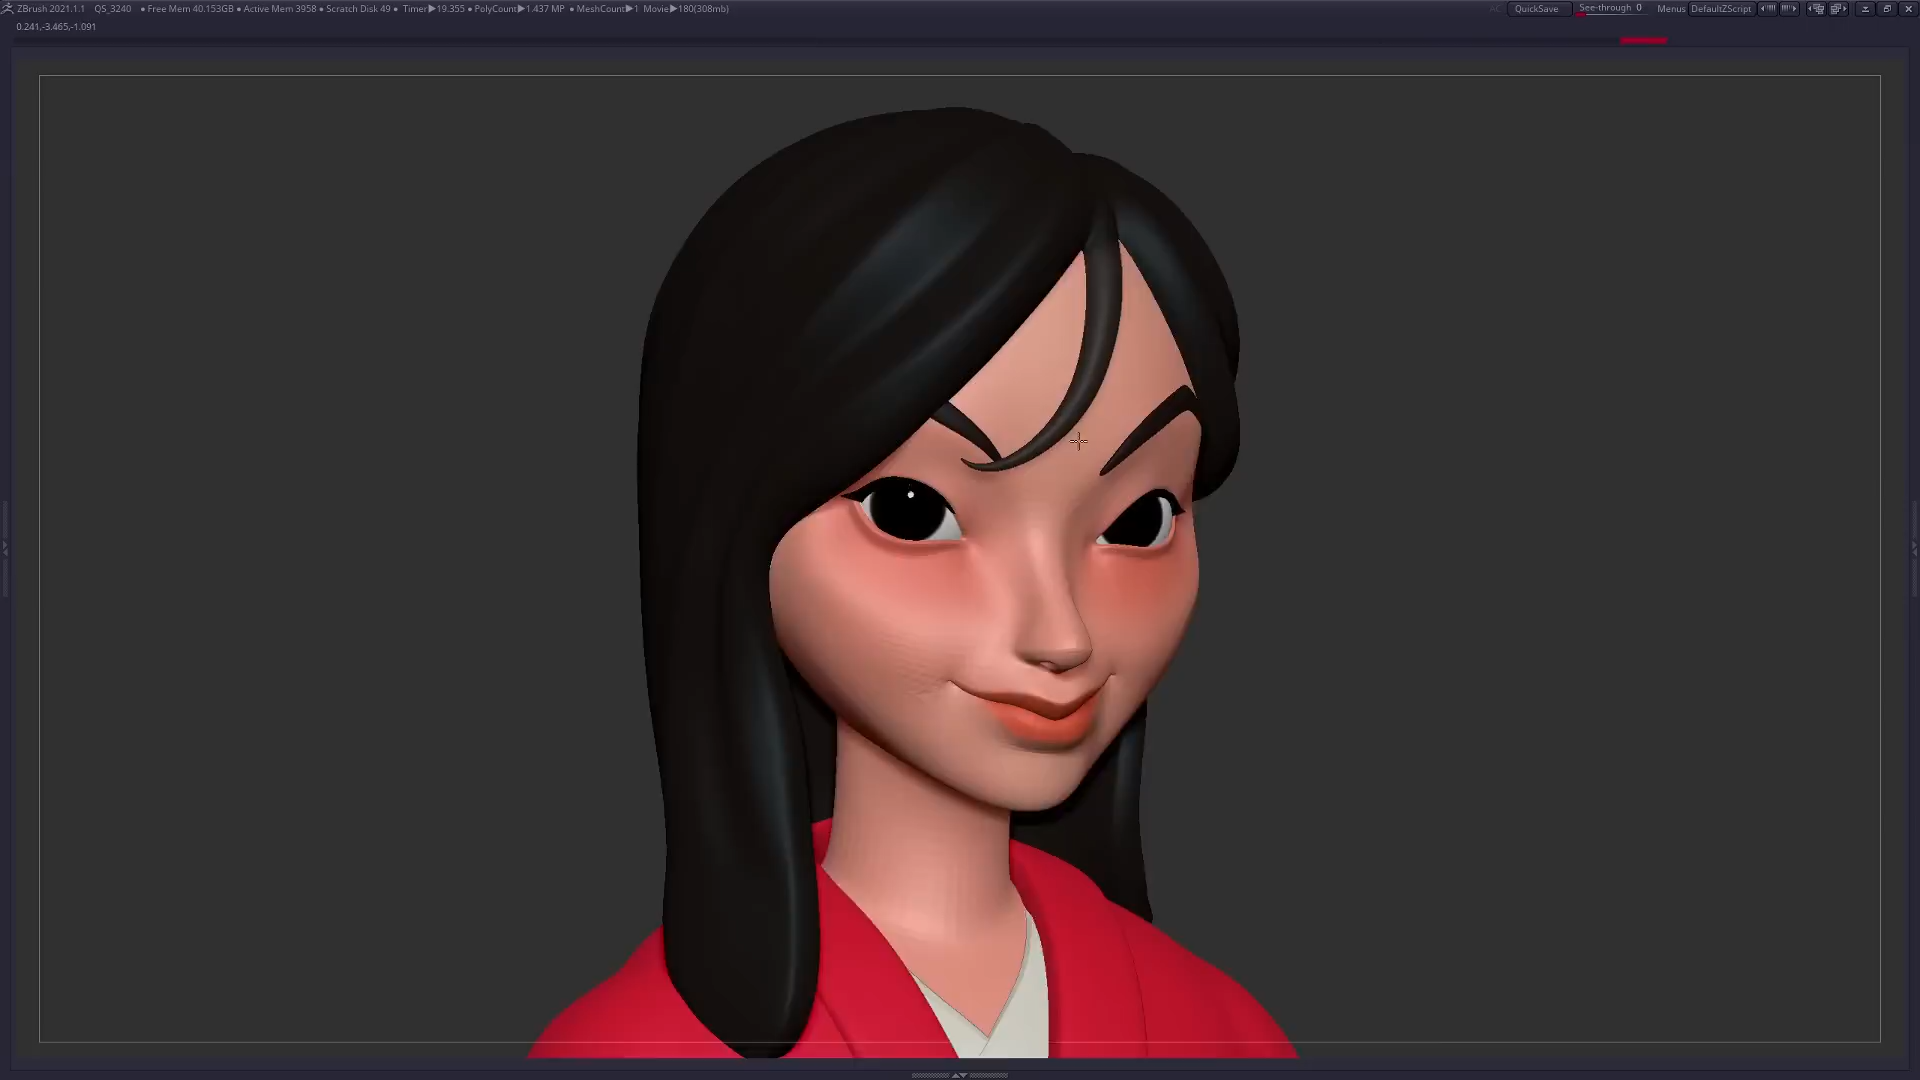 ZBrush 2021.1.1 QS_3240 ● Free Mem 40.153GB ● Active Mem 3958 ● Scratch Disk 49 ● Timer▶19.355 ● PolyCount▶1.437 MP ● MeshCount▶1 Movie▶180(308mb) AC QuickSave See-through 0 Menus DefaultZScript
0.241,-3.465,-1.091